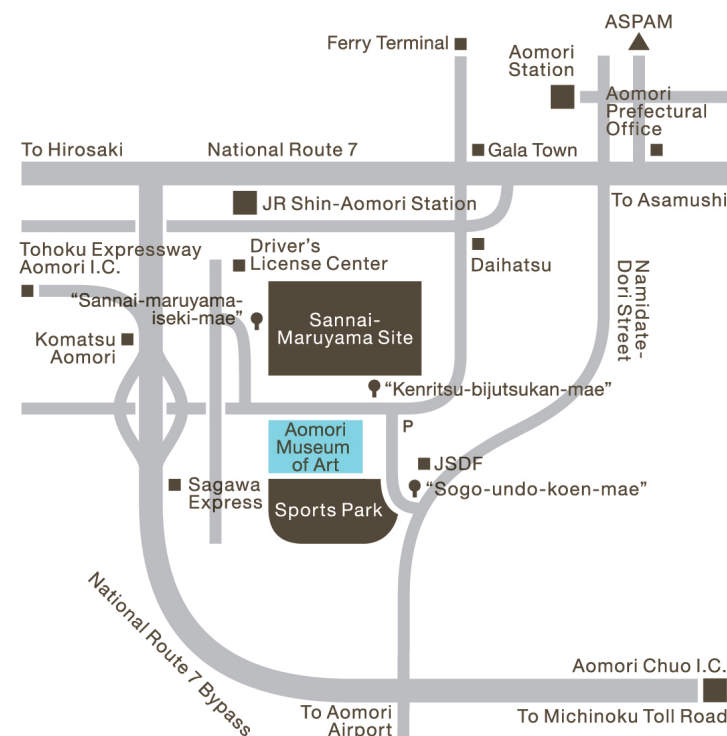 ASPAM
Ferry Terminal
Aomori
Station
Aomori
Prefectural
Office
To Hirosaki
National Route 7
Gala Town
To Asamushi
JR Shin-Aomori Station
Tohoku Expressway
Aomori I.C.
Driver's
License Center
Daihatsu
Namidate-
Dori Street
“Sannai-maruyama-
iseki-mae”
Sannai-
Maruyama Site
Komatsu
Aomori
“Kenritsu-bijutsukan-mae”
P
Aomori
Museum
of Art
JSDF
Sagawa
Express
“Sogo-undo-koen-mae”
Sports Park
National Route 7 Bypass
Aomori Chuo I.C.
To Aomori
Airport
To Michinoku Toll Road